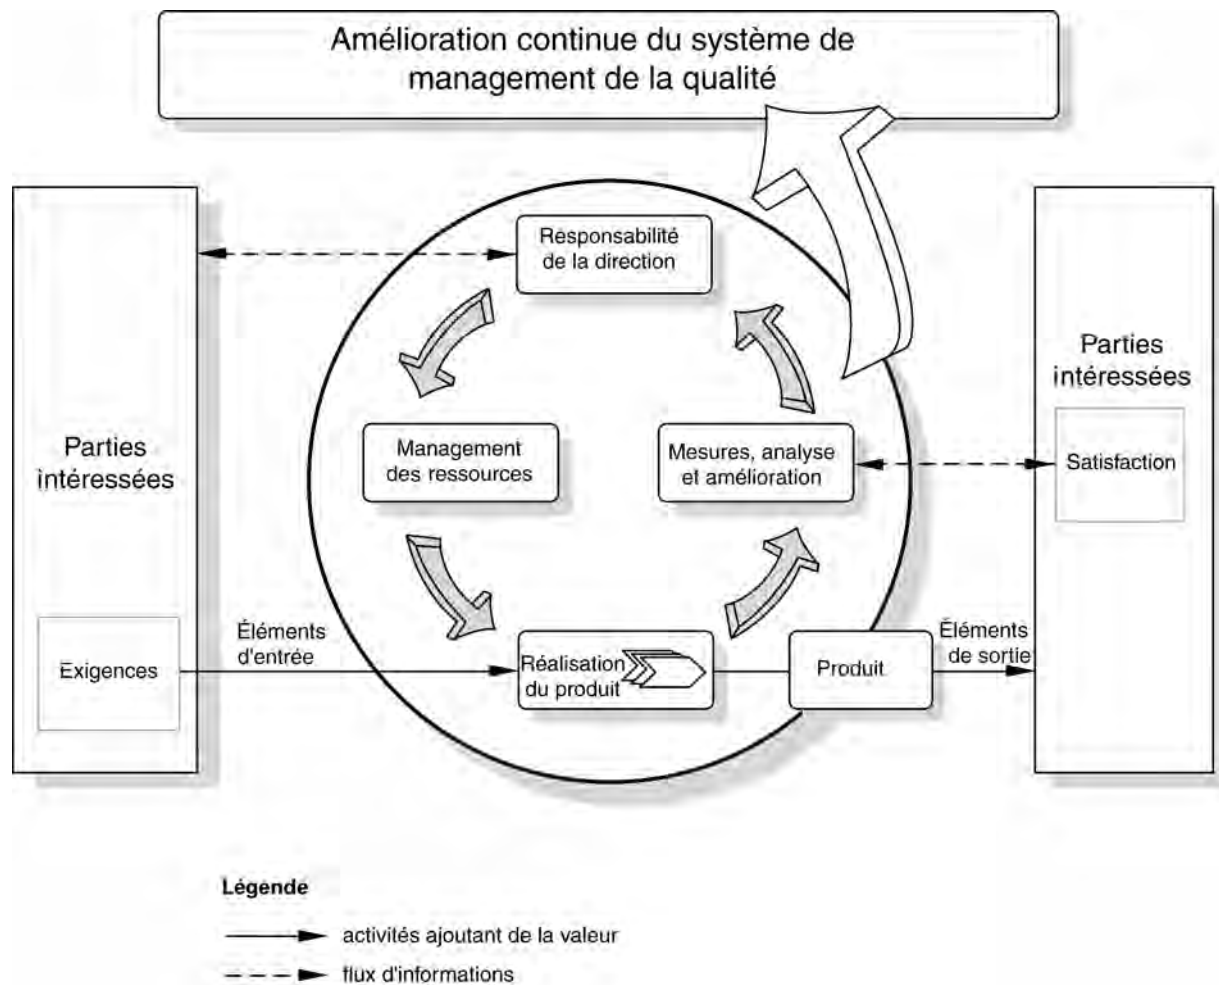 Amélioration continue du système de
management de la qualité
Responsabilité
de la direction
Parties
intéressées
Parties
intéressées
Management
des ressources
Mesures, analyse
et amélioration
Satisfaction
Exigences
Éléments
d'entrée
Réalisation
du produit
Produit
Éléments
de sortie
Légende
activités ajoutant de la valeur
flux d'informations